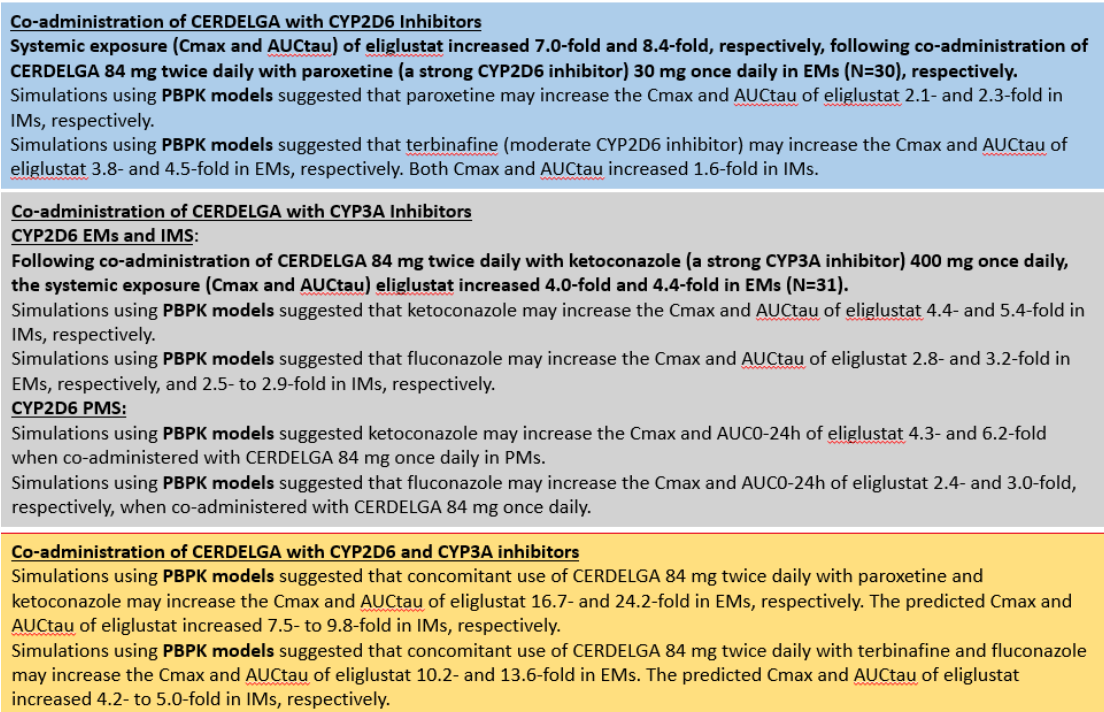 Co-administration of CERDELGA with CYP2D6 Inhibitors
Systemic exposure (Cmax and AUCtau) of eliglustat increased 7.0-fold and 8.4-fold, respectively, following co-administration of
CERDELGA 84 mg twice daily with paroxetine (a strong CYP2D6 inhibitor) 30 mg once daily in EMs (N=30), respectively.
Simulations using PBPK models suggested that paroxetine may increase the Cmax and AUCtau of eliglustat 2.1- and 2.3-fold in
IMs, respectively.
Simulations using PBPK models suggested that terbinafine (moderate CYP2D6 inhibitor) may increase the Cmax and AUCtau of
eliglustat 3.8- and 4.5-fold in EMs, respectively. Both Cmax and AUCtau increased 1.6-fold in IMs.
Co-administration of CERDELGA with CYP3A Inhibitors
CYP2D6 EMs and IMS:
Following co-administration of CERDELGA 84 mg twice daily with ketoconazole (a strong CYP3A inhibitor) 400 mg once daily,
the systemic exposure (Cmax and AUCtau) eliglustat increased 4.0-fold and 4.4-fold in EMs (N=31).
Simulations using PBPK models suggested that ketoconazole may increase the Cmax and AUCtau of eliglustat 4.4- and 5.4-fold in
IMs, respectively.
Simulations using PBPK models suggested that fluconazole may increase the Cmax and AUCtau of eliglustat 2.8- and 3.2-fold in
EMs, respectively, and 2.5- to 2.9-fold in IMs, respectively.
CYP2D6 PMS:
Simulations using PBPK models suggested ketoconazole may increase the Cmax and AUC0-24h of eliglustat 4.3- and 6.2-fold
when co-administered with CERDELGA 84 mg once daily in PMs.
Simulations using PBPK models suggested that fluconazole may increase the Cmax and AUC0-24h of eliglustat 2.4- and 3.0-fold,
respectively, when co-administered with CERDELGA 84 mg once daily.
Co-administration of CERDELGA with CYP2D6 and CYP3A inhibitors
Simulations using PBPK models suggested that concomitant use of CERDELGA 84 mg twice daily with paroxetine and
ketoconazole may increase the Cmax and AUCtau of eliglustat 16.7- and 24.2-fold in EMs, respectively. The predicted Cmax and
AUCtau of eliglustat increased 7.5- to 9.8-fold in IMs, respectively.
Simulations using PBPK models suggested that concomitant use of CERDELGA 84 mg twice daily with terbinafine and fluconazole
may increase the Cmax and AUCtau of eliglustat 10.2- and 13.6-fold in EMs. The predicted Cmax and AUCtau of eliglustat
increased 4.2- to 5.0-fold in IMs, respectively.